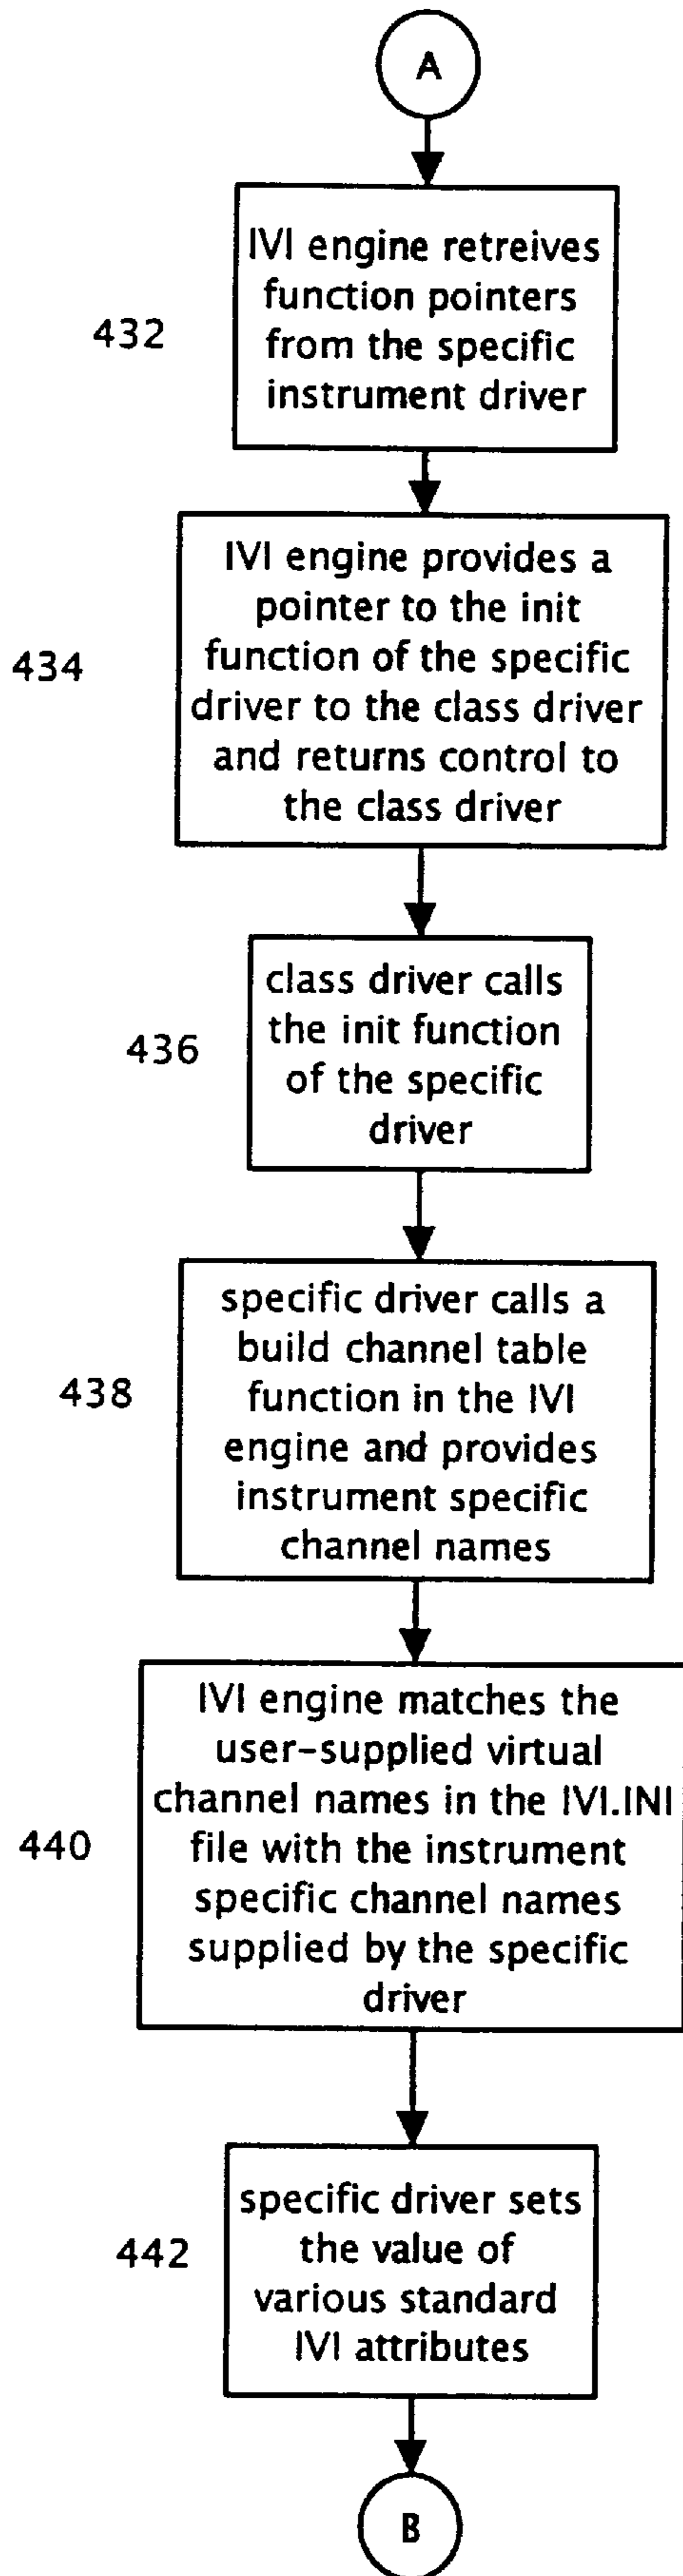 A
IVI engine retreives
function pointers
from the specific
instrument driver
432
IVI engine provides a
pointer to the init
function of the specific
driver to the class driver
and returns control to
the class driver
434
class driver calls
the init function
of the specific
driver
436
specific driver calls a
build channel table
function in the IVI
engine and provides
instrument specific
channel names
438
IVI engine matches the
user-supplied virtual
channel names in the IVI.INI
file with the instrument
specific channel names
supplied by the specific
driver
440
specific driver sets
the value of
various standard
IVI attributes
442
B